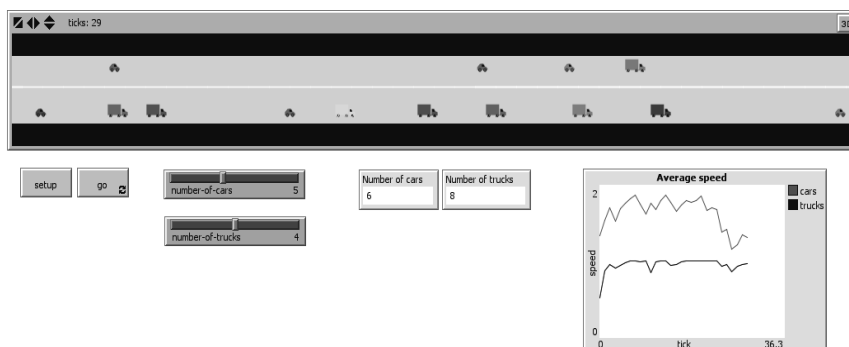 ticks: 29
3D
setup
go
number-of-cars 5
number-of-trucks 4
Number of cars
6
Number of trucks
8
Average speed
2
speed
0
0
tick
36.3
cars
trucks